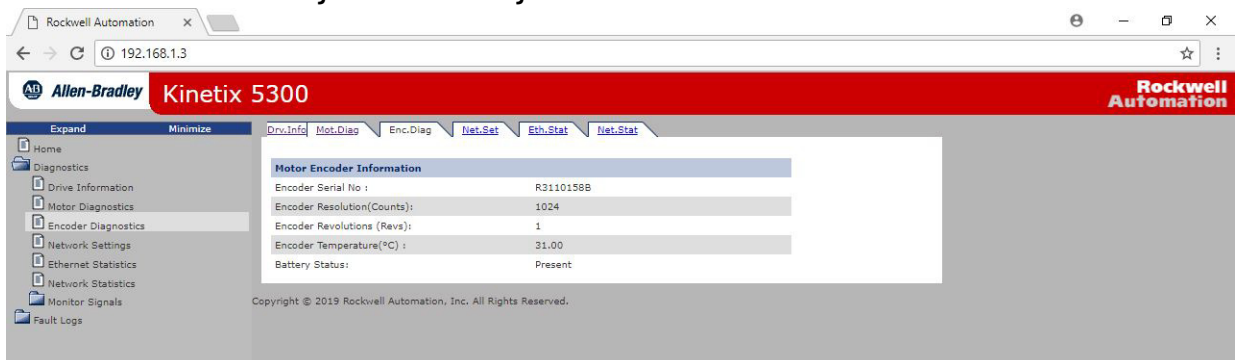 Rockwell Automation
192.168.1.3
AB Allen-Bradley Kinetix 5300 Rockwell Automation
Expand Minimize
Drv.Info Mot.Diag Enc.Diag Net.Set Eth.Stat Net.Stat
Home
Diagnostics
Drive Information
Motor Diagnostics
Encoder Diagnostics
Network Settings
Ethernet Statistics
Network Statistics
Monitor Signals
Fault Logs
Motor Encoder Information
Encoder Serial No : R3110158B
Encoder Resolution(Counts): 1024
Encoder Revolutions (Revs): 1
Encoder Temperature(°C) : 31.00
Battery Status: Present
Copyright © 2019 Rockwell Automation, Inc. All Rights Reserved.